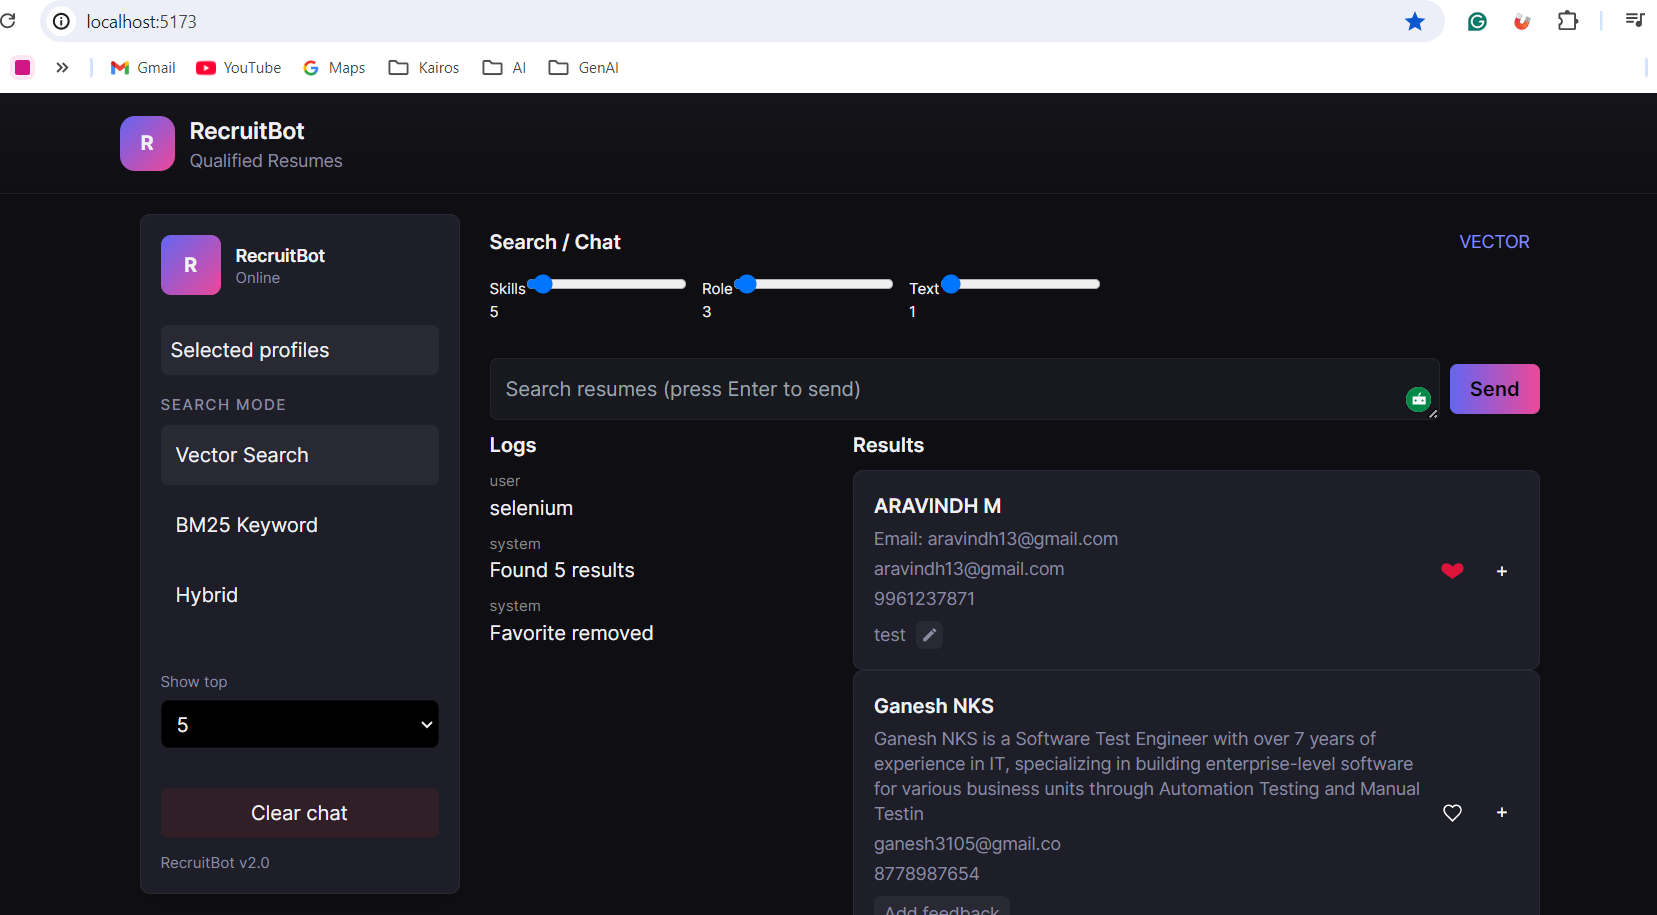 localhost:5173
Gmail
YouTube
Maps
Kairos
AI
GenAI
R
RecruitBot
Qualified Resumes
R
RecruitBot
Online
Selected profiles
SEARCH MODE
Vector Search
BM25 Keyword
Hybrid
Show top
5
Clear chat
RecruitBot v2.0
Search / Chat
VECTOR
Skills
5
Role
3
Text
1
Search resumes (press Enter to send)
Send
Logs
user
selenium
system
Found 5 results
system
Favorite removed
Results
ARAVINDH M
Email: aravindh13@gmail.com
aravindh13@gmail.com
9961237871
test
+
Ganesh NKS
Ganesh NKS is a Software Test Engineer with over 7 years of
experience in IT, specializing in building enterprise-level software
for various business units through Automation Testing and Manual
Testin
ganesh3105@gmail.co
8778987654
+
Add feedback